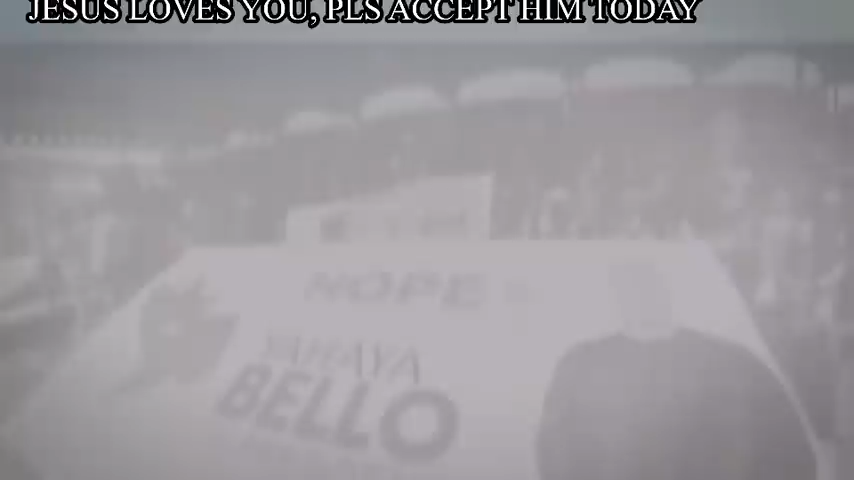 JESUS LOVES YOU, PLS ACCEPT HIM TODAY
HOPE
YAHAYA
BELLO